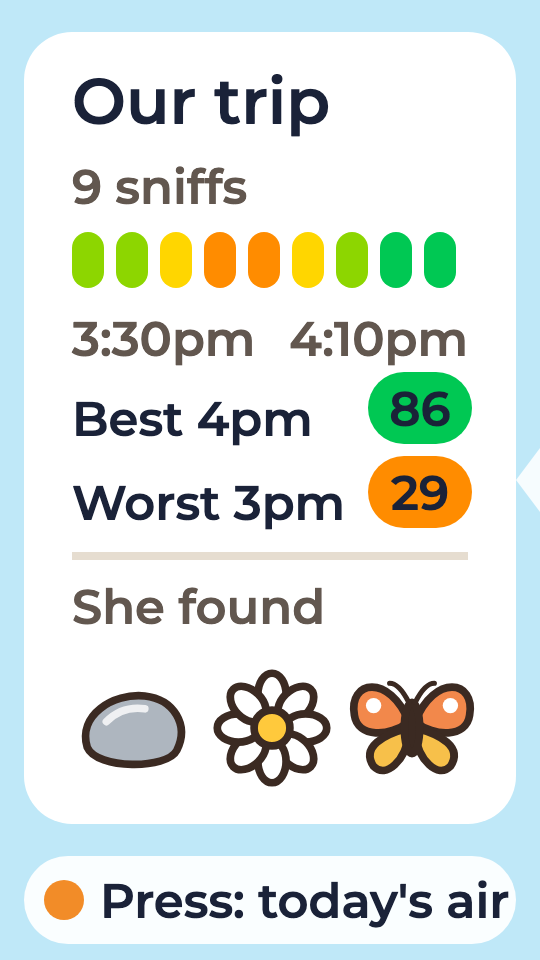 Our trip
9 sniffs
3:30pm 4:10pm
Best 4pm 86
Worst 3pm 29
She found
Press: today's air